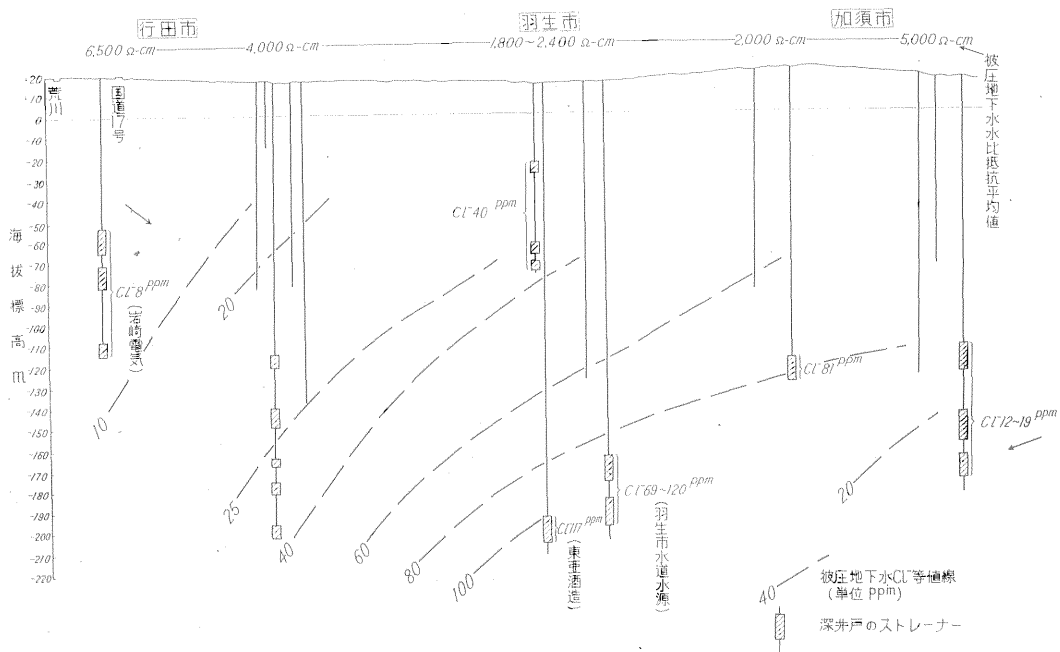 行田市
羽生市
加須市
6,500 Ω-cm
4,000 Ω-cm
1,800~2,400 Ω-cm
2,000 Ω-cm
5,000 Ω-cm
被圧地下水水比抵抗平均値
荒川
国道17号
海抜標高m
+20
+10
0
-10
-20
-30
-40
-50
-60
-70
-80
-90
-100
-110
-120
-130
-140
-150
-160
-170
-180
-190
-200
-210
-220
Cl⁻8 ppm
(岩崎電気)
Cl⁻40 ppm
Cl⁻81 ppm
Cl⁻12~19 ppm
Cl⁻69~120 ppm
(羽生市水道水源)
Cl⁻117 ppm
(東亜酒造)
10
20
25
40
60
80
100
20
40
被圧地下水Cl⁻等値線
(単位 ppm)
深井戸のストレーナー